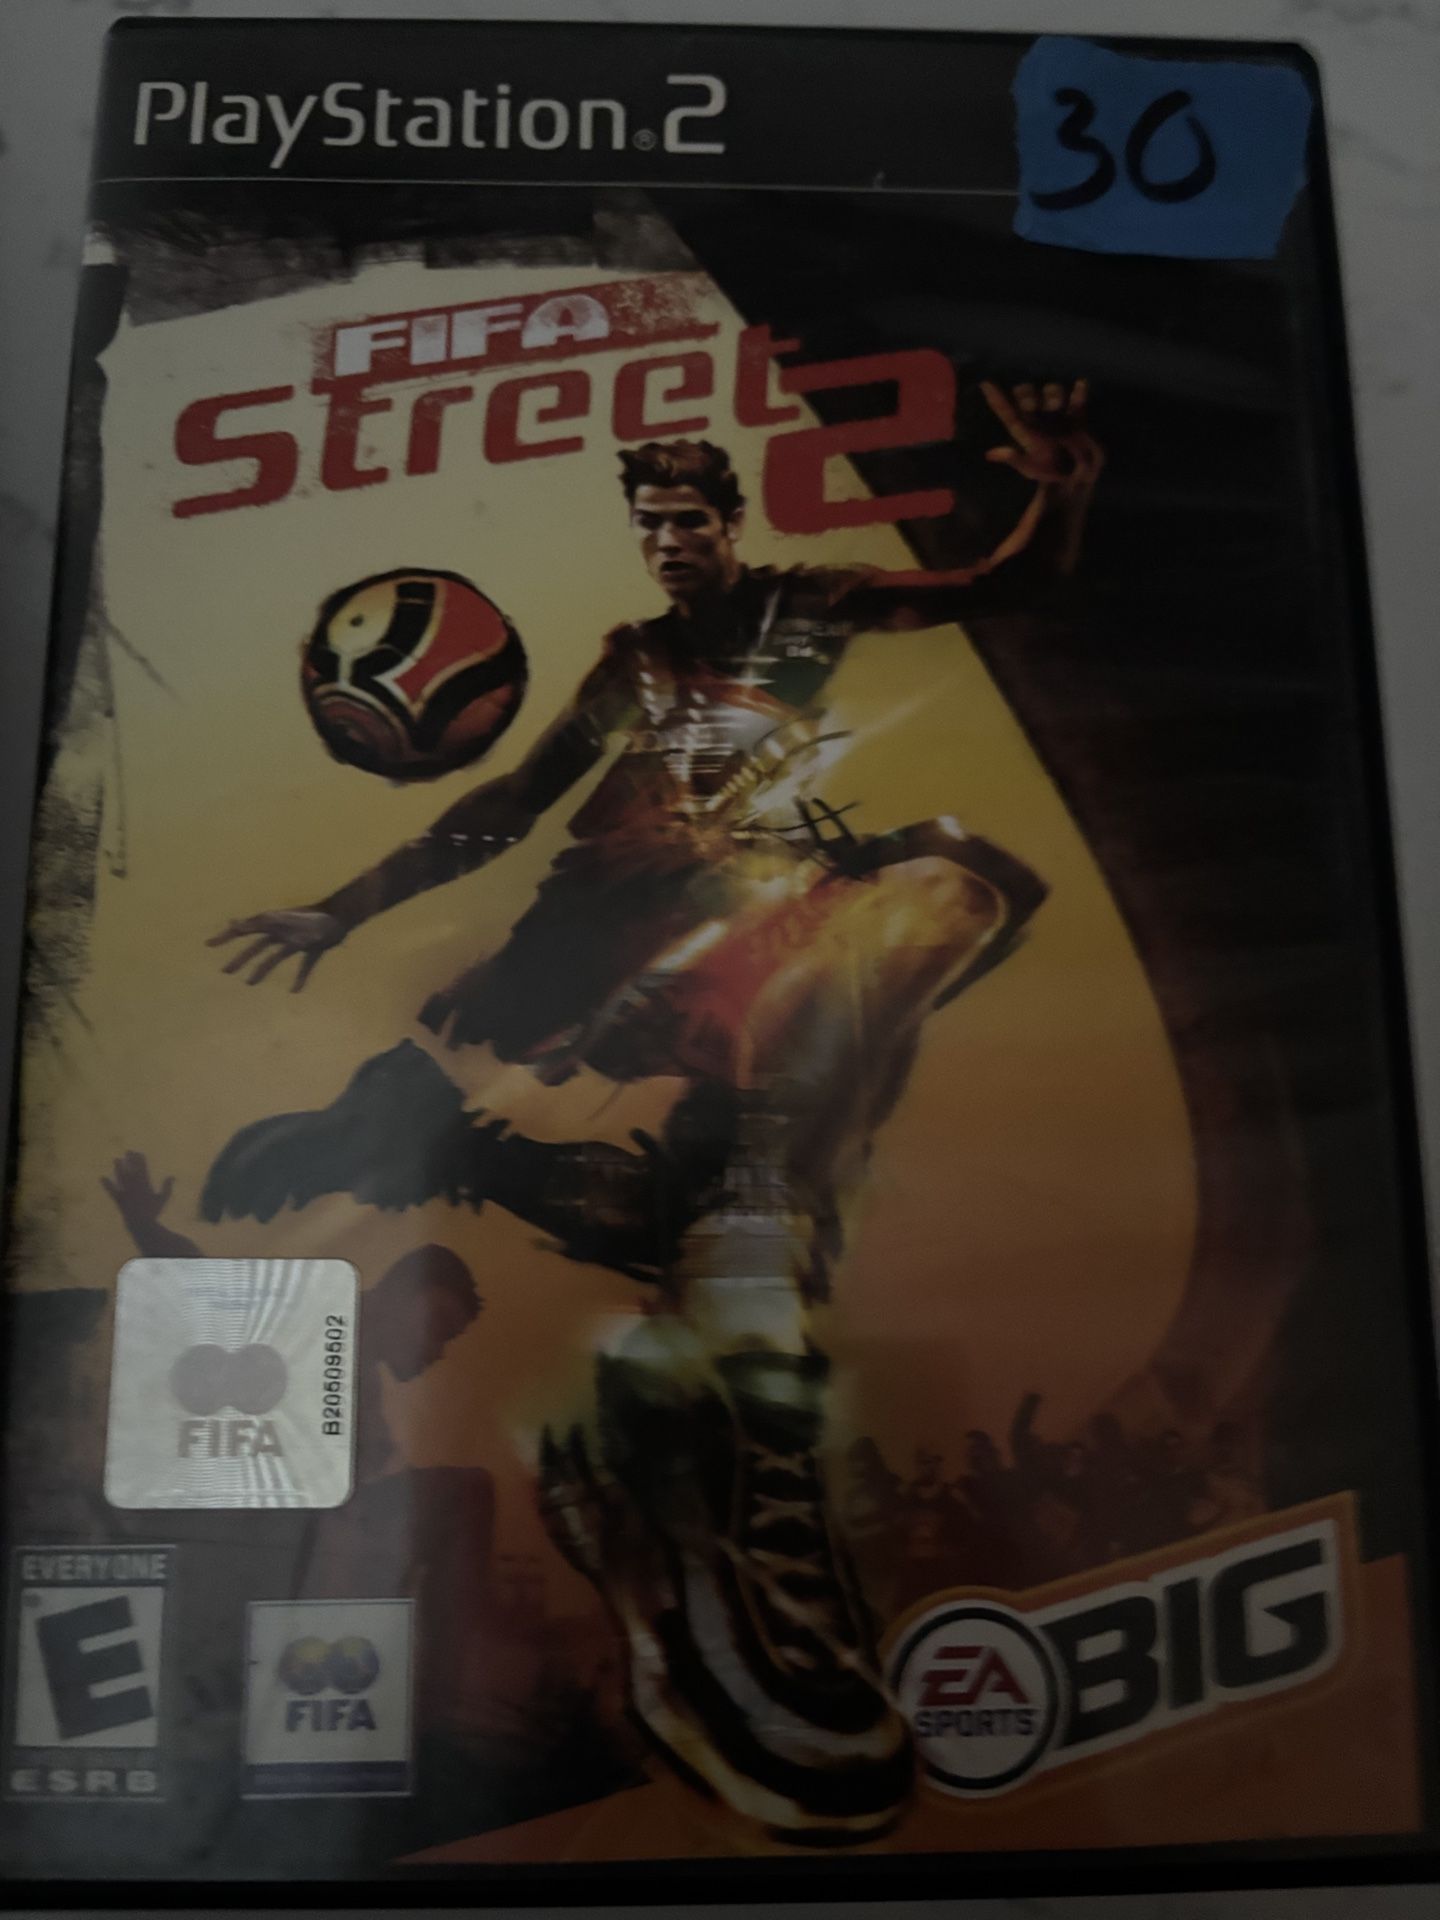 PlayStation®2
30
FIFA
Street 2
FIFA
B20509502
EVERYONE
E
ESRB
FIFA
EA
SPORTS
BIG